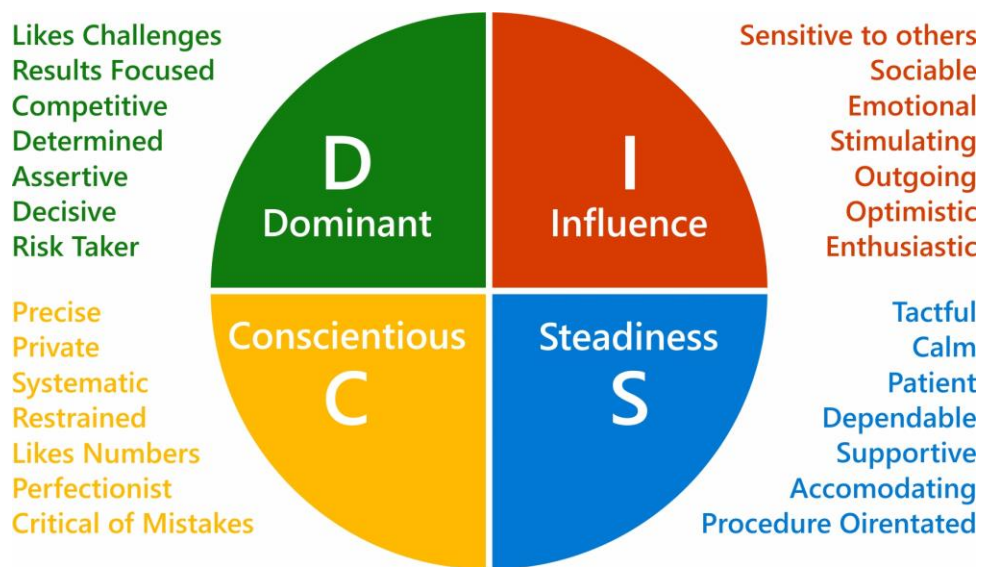 Likes Challenges
Results Focused
Competitive
Determined
Assertive
Decisive
Risk Taker
D
Dominant
I
Influence
Sensitive to others
Sociable
Emotional
Stimulating
Outgoing
Optimistic
Enthusiastic
Precise
Private
Systematic
Restrained
Likes Numbers
Perfectionist
Critical of Mistakes
Conscientious
C
Steadiness
S
Tactful
Calm
Patient
Dependable
Supportive
Accomodating
Procedure Oirentated